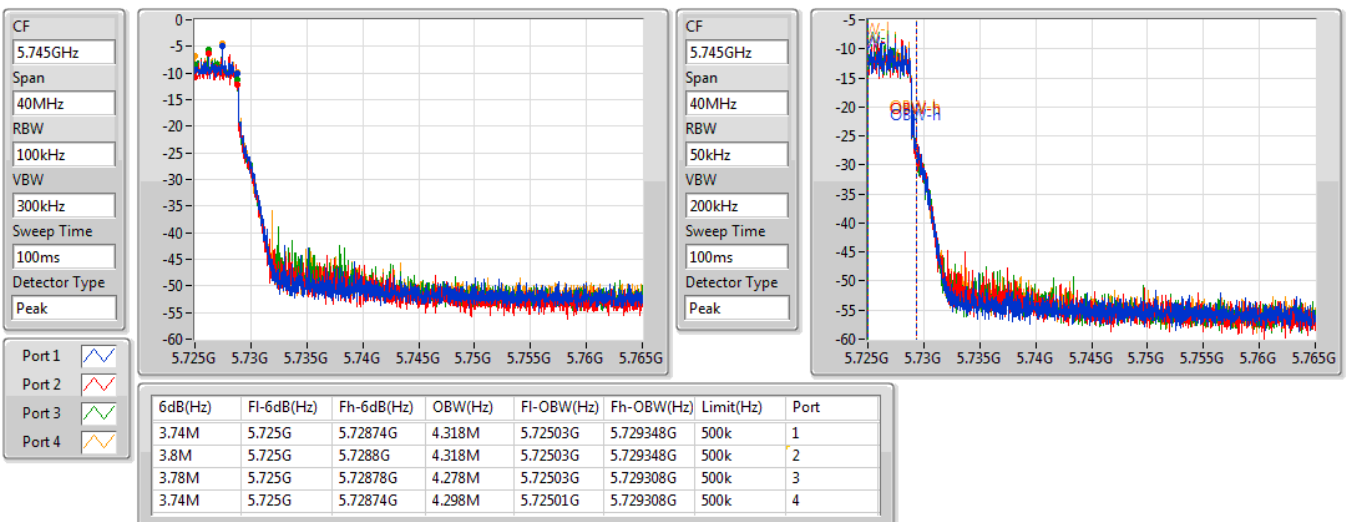 CF
5.745GHz
Span
40MHz
RBW
100kHz
VBW
300kHz
Sweep Time
100ms
Detector Type
Peak
0
-5
-10
-15
-20
-25
-30
-35
-40
-45
-50
-55
-60
5.725G 5.73G 5.735G 5.74G 5.745G 5.75G 5.755G 5.76G 5.765G
CF
5.745GHz
Span
40MHz
RBW
50kHz
VBW
200kHz
Sweep Time
100ms
Detector Type
Peak
-5
-10
-15
-20
-25
-30
-35
-40
-45
-50
-55
-60
OBW-h
OBW-h
5.725G 5.73G 5.735G 5.74G 5.745G 5.75G 5.755G 5.76G 5.765G
Port 1
Port 2
Port 3
Port 4
6dB(Hz) Fl-6dB(Hz) Fh-6dB(Hz) OBW(Hz) Fl-OBW(Hz) Fh-OBW(Hz) Limit(Hz) Port
3.74M 5.725G 5.72874G 4.318M 5.72503G 5.729348G 500k 1
3.8M 5.725G 5.7288G 4.318M 5.72503G 5.729348G 500k 2
3.78M 5.725G 5.72878G 4.278M 5.72503G 5.729308G 500k 3
3.74M 5.725G 5.72874G 4.298M 5.72501G 5.729308G 500k 4